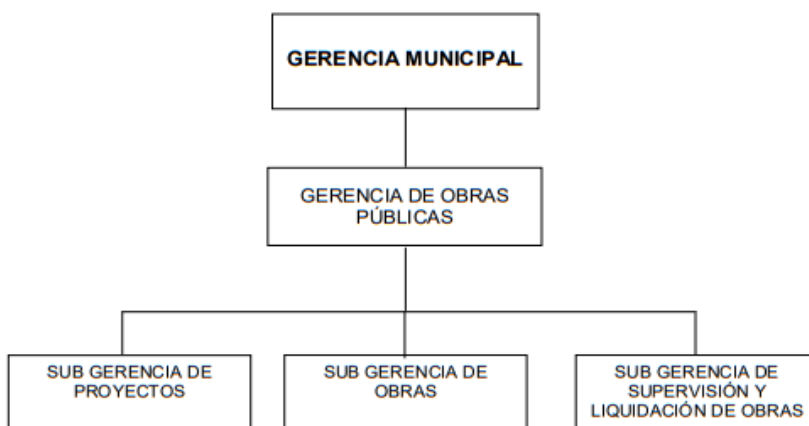 GERENCIA MUNICIPAL
GERENCIA DE OBRAS
PÚBLICAS
SUB GERENCIA DE
PROYECTOS
SUB GERENCIA DE
OBRAS
SUB GERENCIA DE
SUPERVISIÓN Y
LIQUIDACIÓN DE OBRAS